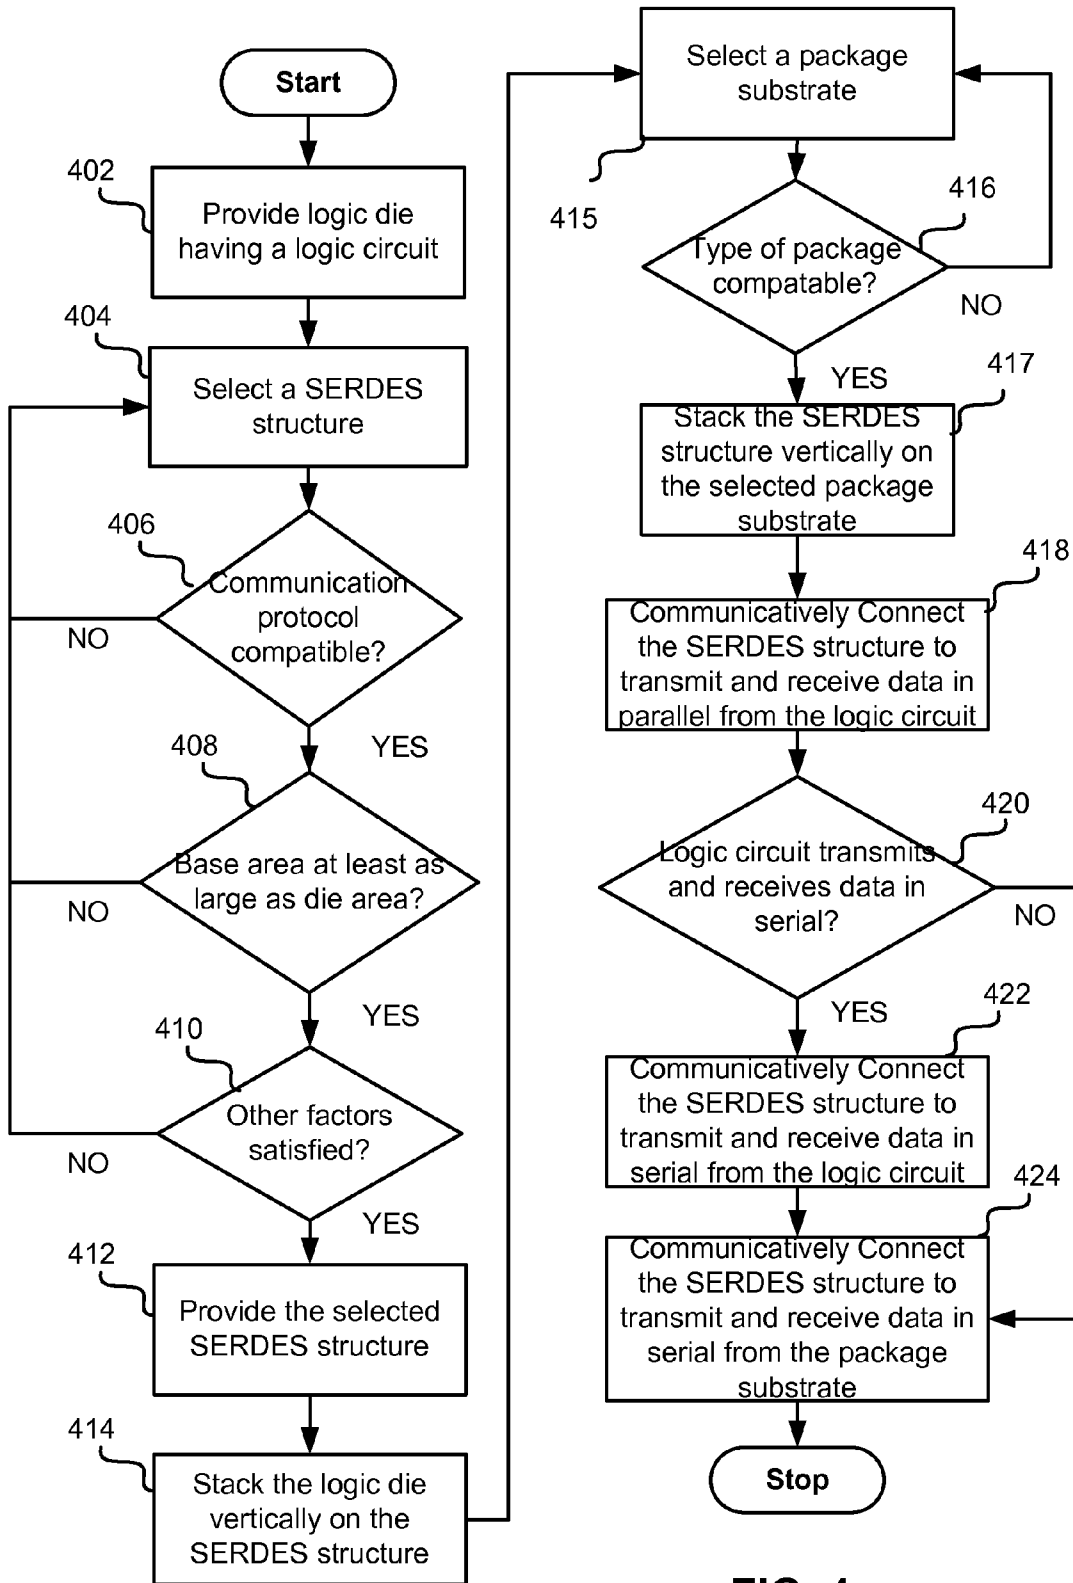 Start
402
Provide logic die
having a logic circuit
404
Select a SERDES
structure
406
Communication
protocol
compatible?
NO
YES
408
Base area at least as
large as die area?
NO
YES
410
Other factors
satisfied?
NO
YES
412
Provide the selected
SERDES structure
414
Stack the logic die
vertically on the
SERDES structure
Select a package
substrate
415
416
Type of package
compatable?
NO
YES
417
Stack the SERDES
structure vertically on
the selected package
substrate
418
Communicatively Connect
the SERDES structure to
transmit and receive data in
parallel from the logic circuit
420
Logic circuit transmits
and receives data in
serial?
NO
YES
422
Communicatively Connect
the SERDES structure to
transmit and receive data in
serial from the logic circuit
424
Communicatively Connect
the SERDES structure to
transmit and receive data in
serial from the package
substrate
Stop